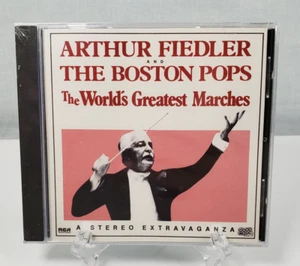 ARTHUR FIEDLER
AND
THE BOSTON POPS
The World's Greatest Marches
RCA A STEREO EXTRAVAGANZA